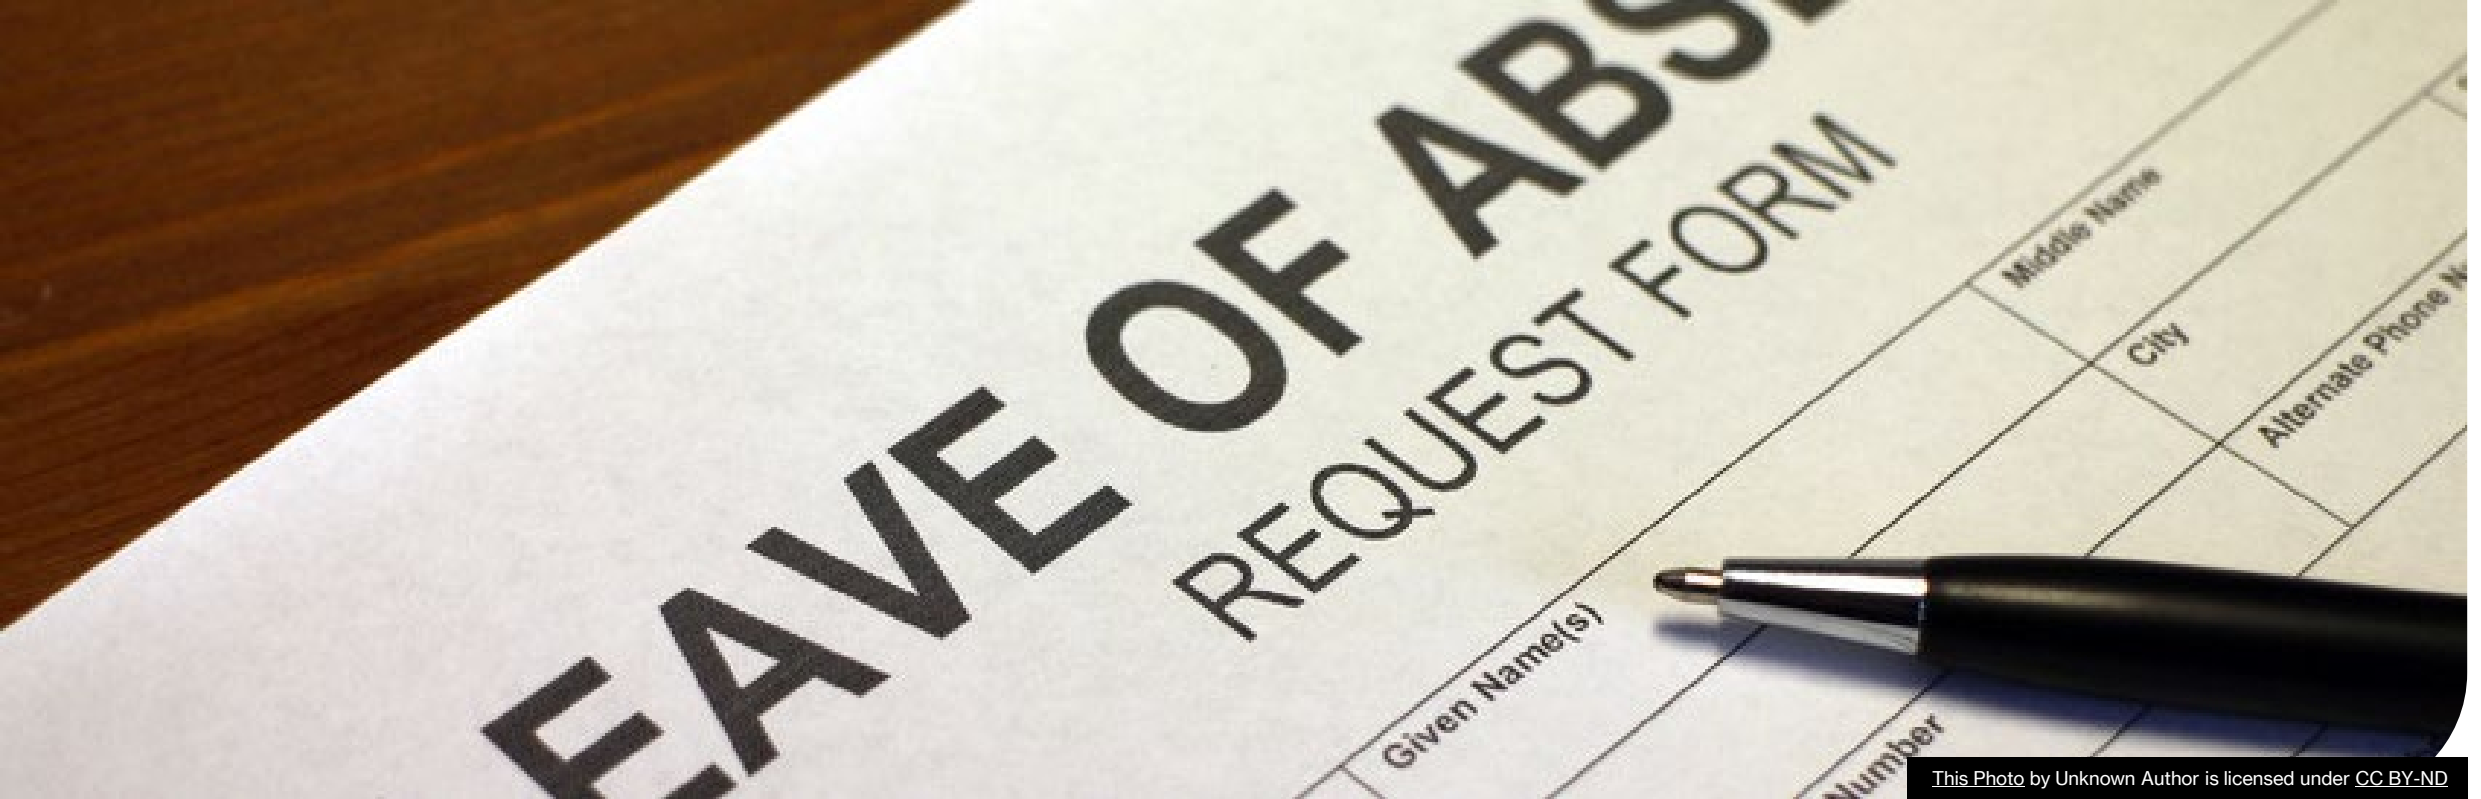 EAVE OF ABSE
REQUEST FORM
Middle Name
City
Alternate Phone N
Given Name(s)
Number
This Photo by Unknown Author is licensed under CC BY-ND